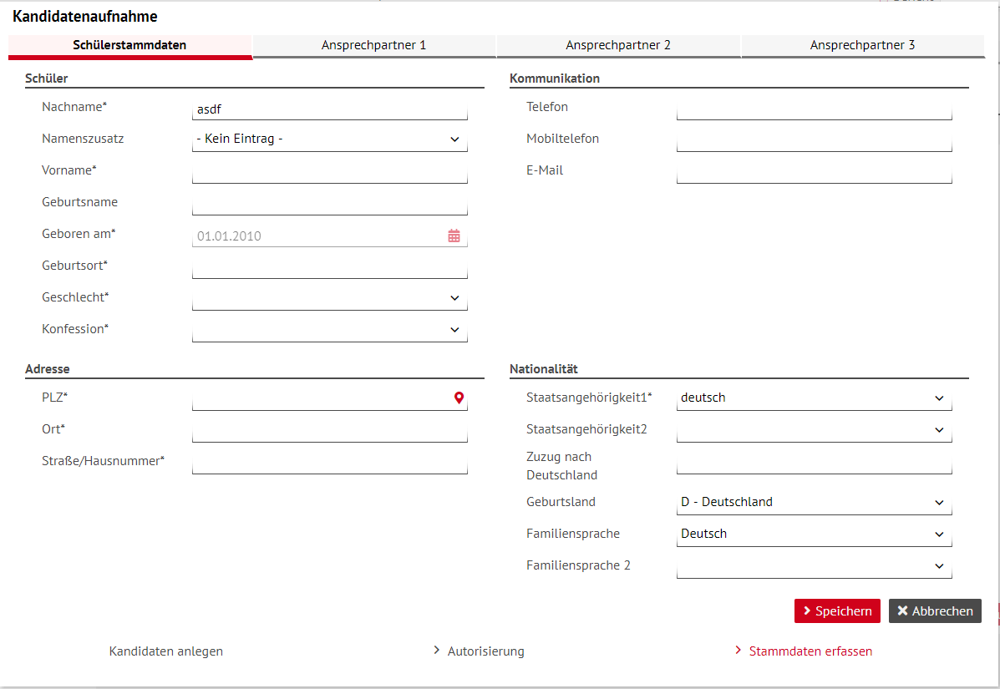 Kandidatenaufnahme
Schülerstammdaten
Ansprechpartner 1
Ansprechpartner 2
Ansprechpartner 3
Schüler
Nachname* asdf
Namenszusatz - Kein Eintrag -
Vorname*
Geburtsname
Geboren am* 01.01.2010
Geburtsort*
Geschlecht*
Konfession*
Kommunikation
Telefon
Mobiltelefon
E-Mail
Adresse
PLZ*
Ort*
Straße/Hausnummer*
Nationalität
Staatsangehörigkeit1* deutsch
Staatsangehörigkeit2
Zuzug nach
Deutschland
Geburtsland D - Deutschland
Familiensprache Deutsch
Familiensprache 2
Speichern
Abbrechen
Kandidaten anlegen
Autorisierung
Stammdaten erfassen